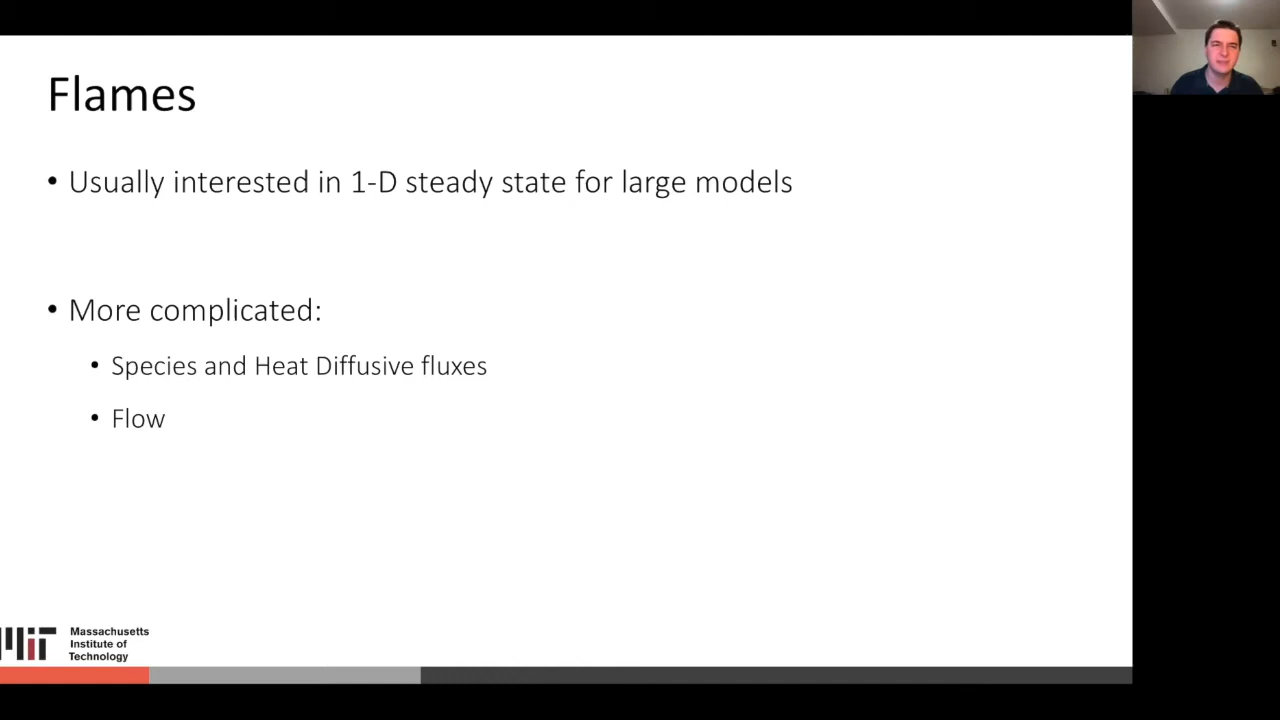 Flames
• Usually interested in 1-D steady state for large models
• More complicated:
• Species and Heat Diffusive fluxes
• Flow
MIT
Massachusetts
Institute of
Technology